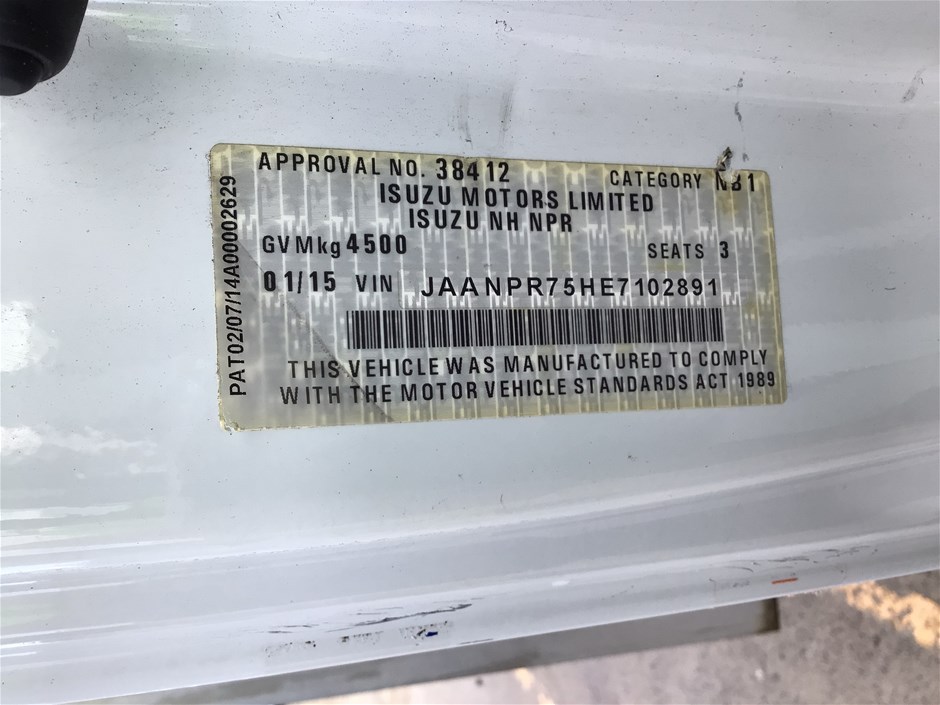 APPROVAL NO. 38412 CATEGORY NB1
ISUZU MOTORS LIMITED
ISUZU NH NPR
GVMkg 4500 SEATS 3
01/15 VIN JAANPR75HE7102891
THIS VEHICLE WAS MANUFACTURED TO COMPLY
WITH THE MOTOR VEHICLE STANDARDS ACT 1989
PAT02/07/14A00002629